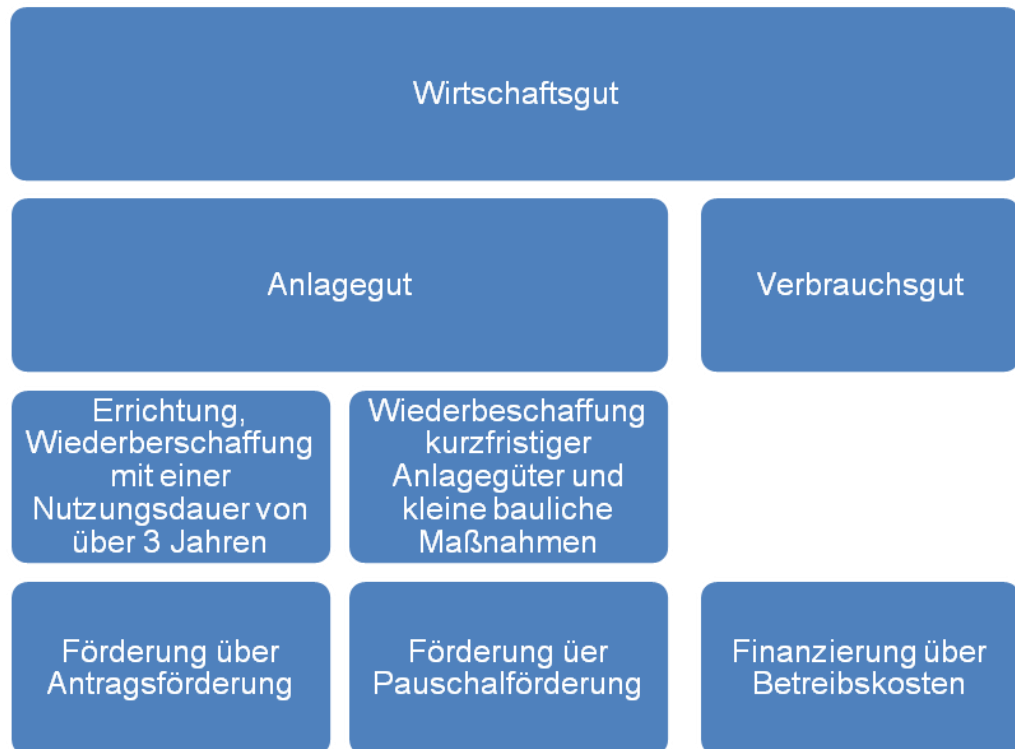 Wirtschaftsgut
Anlagegut
Verbrauchsgut
Errichtung,
Wiederberschaffung
mit einer
Nutzungsdauer von
über 3 Jahren
Wiederbeschaffung
kurzfristiger
Anlagegüter und
kleine bauliche
Maßnahmen
Förderung über
Antragsförderung
Förderung üer
Pauschalförderung
Finanzierung über
Betreibskosten